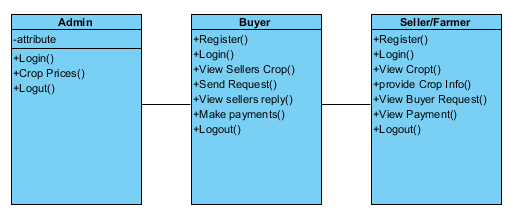 Admin
-attribute
+Login()
+Crop Prices()
+Logut()
Buyer
+Register()
+Login()
+View Sellers Crop()
+Send Request()
+View sellers reply()
+Make payments()
+Logout()
Seller/Farmer
+Register()
+Login()
+View Cropt()
+provide Crop Info()
+View Buyer Request()
+View Payment()
+Logout()